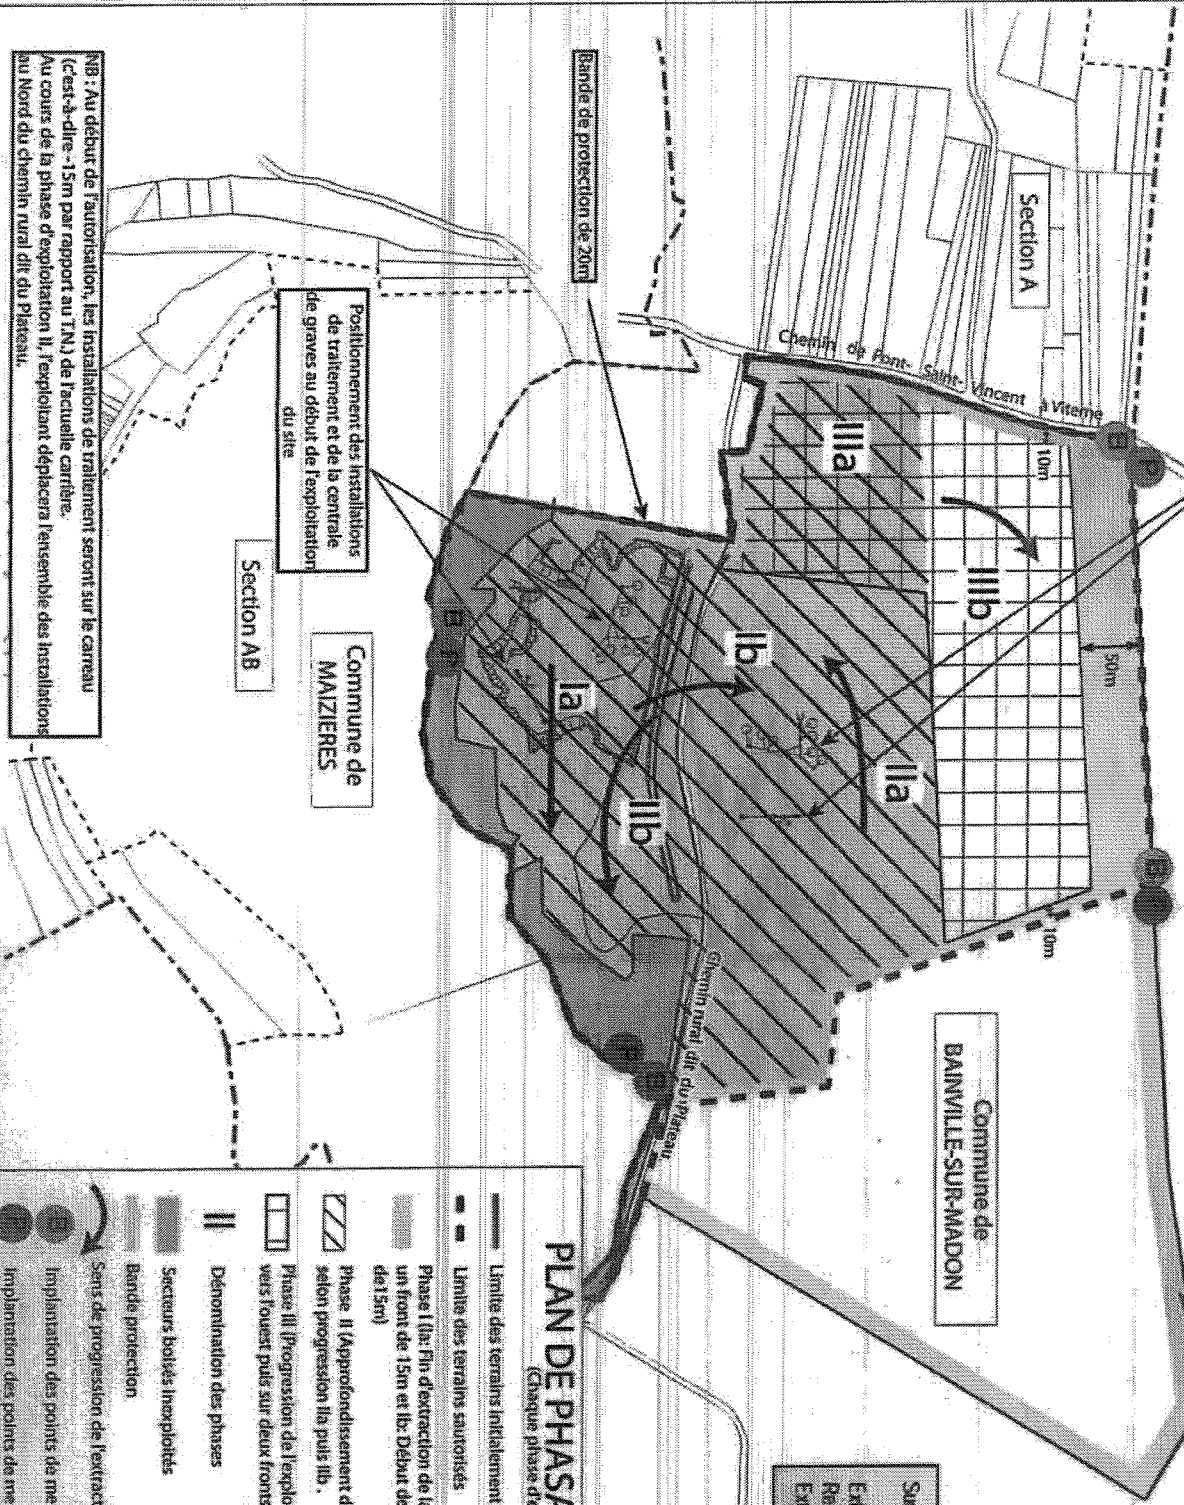 Section A
Chemin de Pont-Saint-Vincent à Viterne
B
P
10m
IIIa
IIIb
50m
Ib
IIa
B
P
10m
Bande de protection de 20m
Positionnement des installations
de traitement et de la centrale
de graves au début de l'exploitation
du site
Ia
IIb
B
P
Chemin rural dit du Plateau
P
B
Commune de
BAINVILLE-SUR-MADON
Commune de
MAIZIERES
Section AB
NB : Au début de l'autorisation, les installations de traitement seront sur le carreau
(c'est-à-dire -15m par rapport au T.N.) de l'actuelle carrière.
Au cours de la phase d'exploitation II, l'exploitant déplacera l'ensemble des installations
au Nord du chemin rural dit du Plateau.
PLAN DE PHASA
(Chaque phase d'e
Limite des terrains initialement
Limite des terrains sautorisés
Phase I (Ia: Fin d'extraction de la
un front de 15m et Ib: Début de
de15m)
Phase II (Approfondissement d
selon progression IIa puis IIb .
Phase III (Progression de l'explo
vers l'ouest puis sur deux fronts
II
Dénomination des phases
Secteurs boisés inexploités
Bande protection
Sens de progression de l'extract
B
Implantation des points de me
P
Implantation des points de me
Su
Ex
Re
Ex